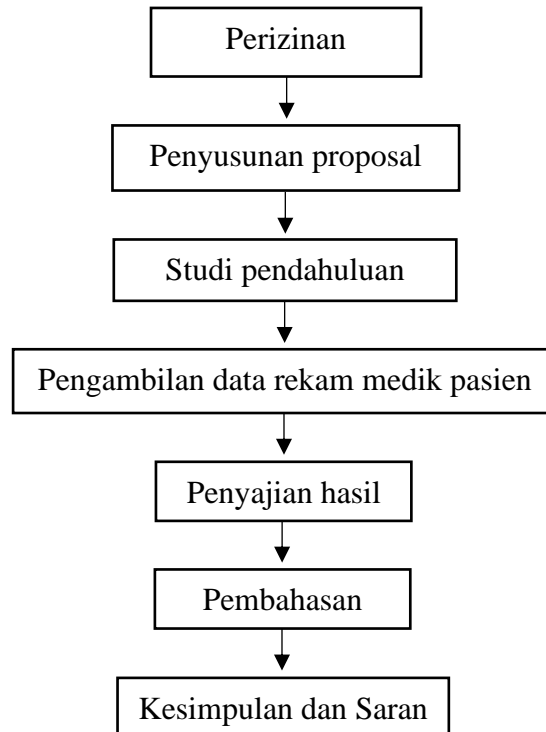 Perizinan
Penyusunan proposal
Studi pendahuluan
Pengambilan data rekam medik pasien
Penyajian hasil
Pembahasan
Kesimpulan dan Saran